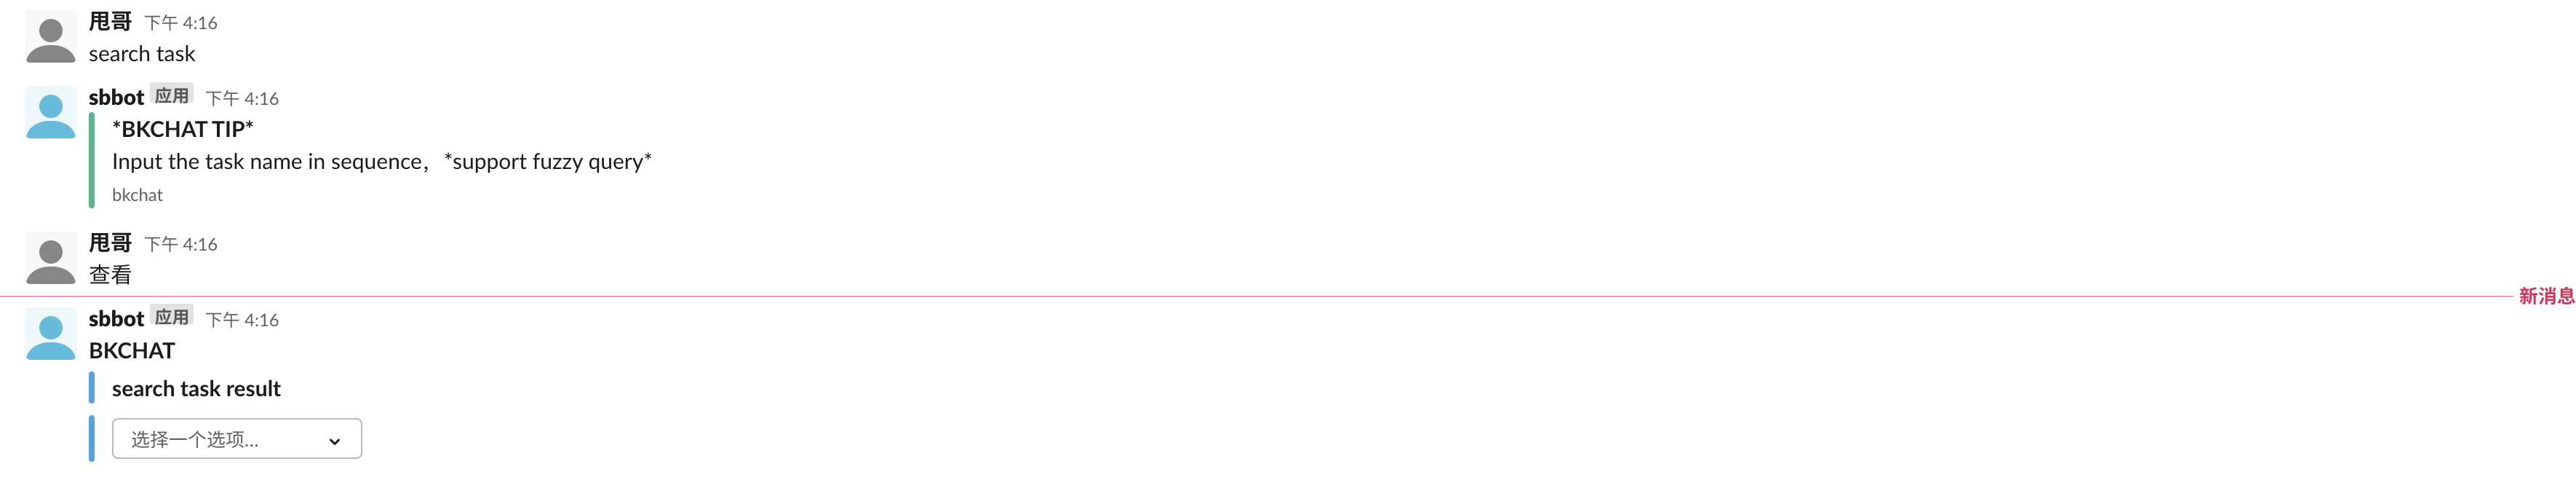 甩哥 下午 4:16
search task
sbbot 应用 下午 4:16
*BKCHAT TIP*
Input the task name in sequence，*support fuzzy query*
bkchat
甩哥 下午 4:16
查看
新消息
sbbot 应用 下午 4:16
BKCHAT
search task result
选择一个选项...